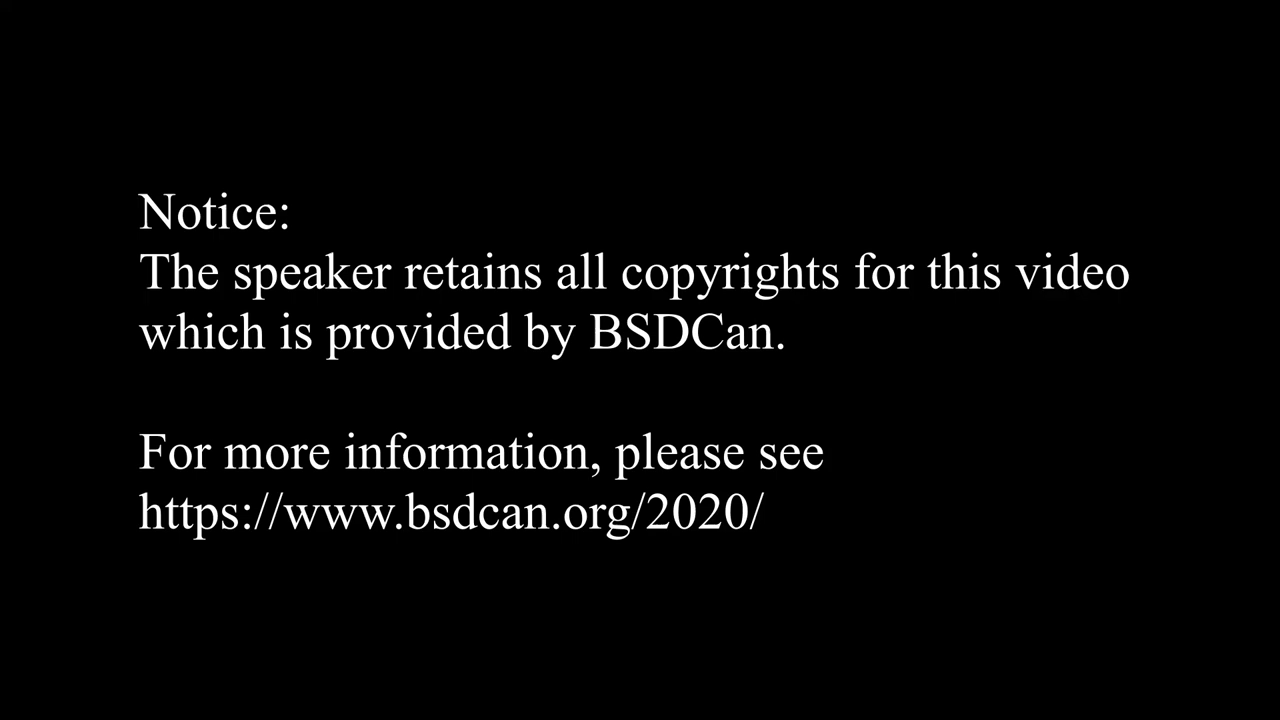 Notice:
The speaker retains all copyrights for this video
which is provided by BSDCan.
For more information, please see
https://www.bsdcan.org/2020/